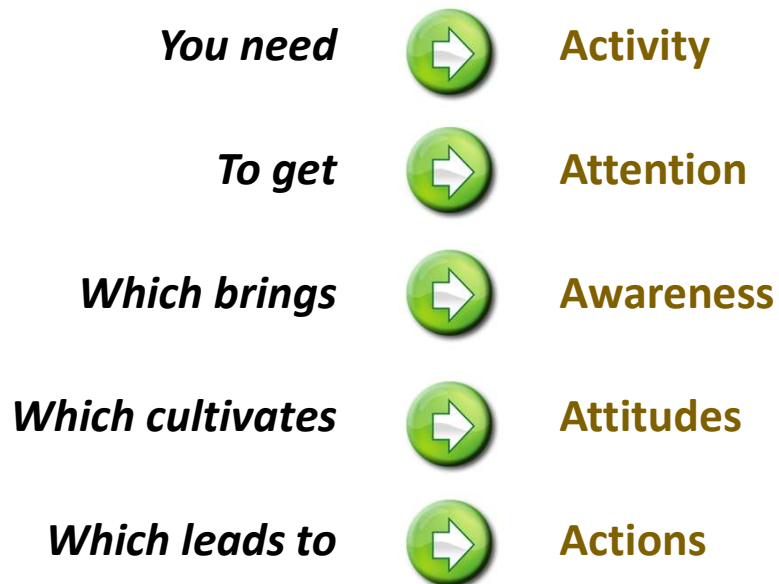 You need Activity
To get Attention
Which brings Awareness
Which cultivates Attitudes
Which leads to Actions